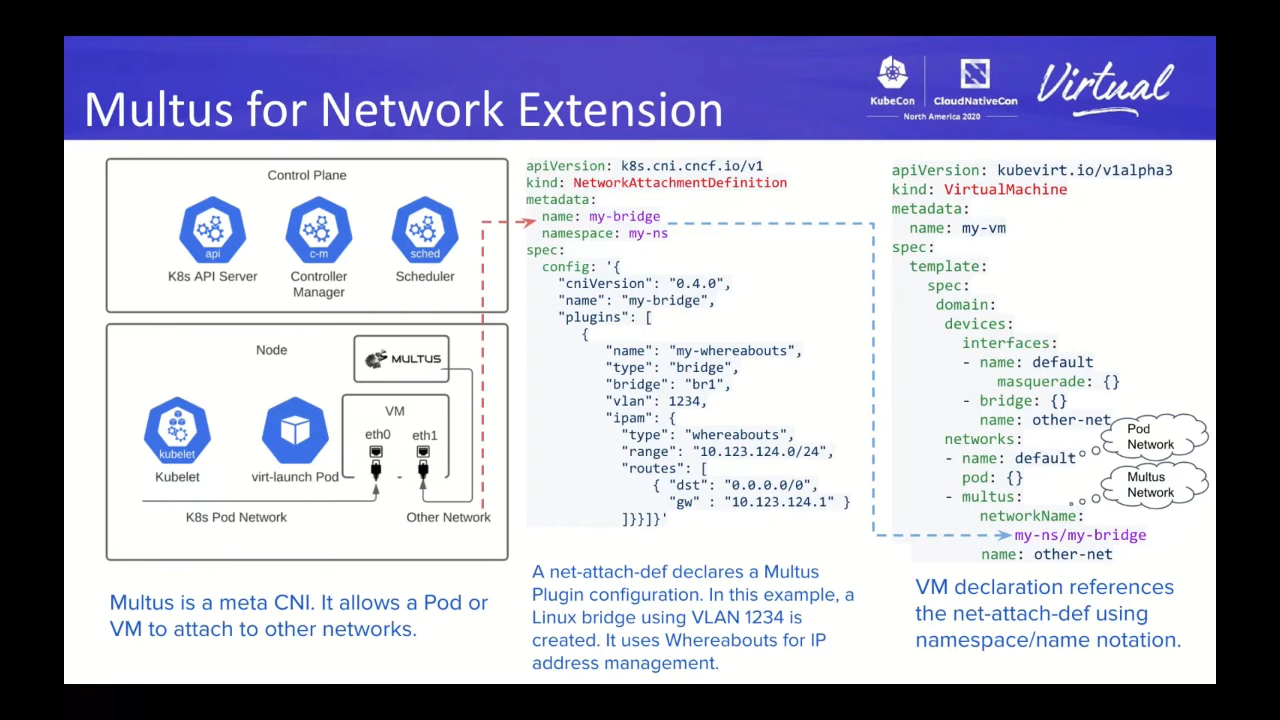 Multus for Network Extension
KubeCon
CloudNativeCon
North America 2020
Virtual
Control Plane
api
c-m
sched
K8s API Server
Controller
Manager
Scheduler
Node
MULTUS
VM
eth0
eth1
kubelet
Kubelet
virt-launch Pod
K8s Pod Network
Other Network
Multus is a meta CNI. It allows a Pod or
VM to attach to other networks.
apiVersion: k8s.cni.cncf.io/v1
kind: NetworkAttachmentDefinition
metadata:
  name: my-bridge
  namespace: my-ns
spec:
  config: '{
    "cniVersion": "0.4.0",
    "name": "my-bridge",
    "plugins": [
      {
        "name": "my-whereabouts",
        "type": "bridge",
        "bridge": "br1",
        "vlan": 1234,
        "ipam": {
          "type": "whereabouts",
          "range": "10.123.124.0/24",
          "routes": [
            { "dst": "0.0.0.0/0",
              "gw" : "10.123.124.1" }
          ]}}]}'
A net-attach-def declares a Multus
Plugin configuration. In this example, a
Linux bridge using VLAN 1234 is
created. It uses Whereabouts for IP
address management.
apiVersion: kubevirt.io/v1alpha3
kind: VirtualMachine
metadata:
  name: my-vm
spec:
  template:
    spec:
     domain:
      devices:
        interfaces:
        - name: default
            masquerade: {}
        - bridge: {}
          name: other-net
      networks:
      - name: default
        pod: {}
      - multus:
          networkName:
              my-ns/my-bridge
          name: other-net
Pod
Network
Multus
Network
VM declaration references
the net-attach-def using
namespace/name notation.